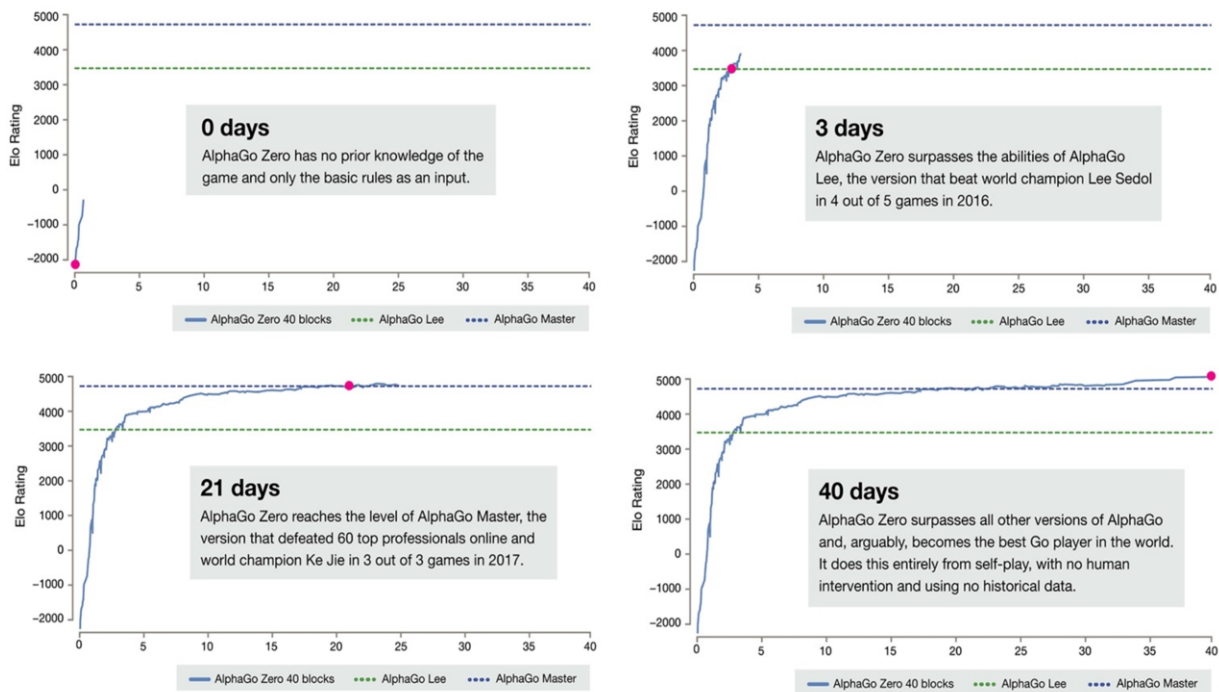 5000
4000
3000
2000
1000
0
−1000
−2000
Elo Rating
0 days
AlphaGo Zero has no prior knowledge of the
game and only the basic rules as an input.
0 5 10 15 20 25 30 35 40
AlphaGo Zero 40 blocks AlphaGo Lee AlphaGo Master
5000
4000
3000
2000
1000
0
−1000
−2000
Elo Rating
3 days
AlphaGo Zero surpasses the abilities of AlphaGo
Lee, the version that beat world champion Lee Sedol
in 4 out of 5 games in 2016.
0 5 10 15 20 25 30 35 40
AlphaGo Zero 40 blocks AlphaGo Lee AlphaGo Master
5000
4000
3000
2000
1000
0
−1000
−2000
Elo Rating
21 days
AlphaGo Zero reaches the level of AlphaGo Master, the
version that defeated 60 top professionals online and
world champion Ke Jie in 3 out of 3 games in 2017.
0 5 10 15 20 25 30 35 40
AlphaGo Zero 40 blocks AlphaGo Lee AlphaGo Master
5000
4000
3000
2000
1000
0
−1000
−2000
Elo Rating
40 days
AlphaGo Zero surpasses all other versions of AlphaGo
and, arguably, becomes the best Go player in the world.
It does this entirely from self-play, with no human
intervention and using no historical data.
0 5 10 15 20 25 30 35 40
AlphaGo Zero 40 blocks AlphaGo Lee AlphaGo Master